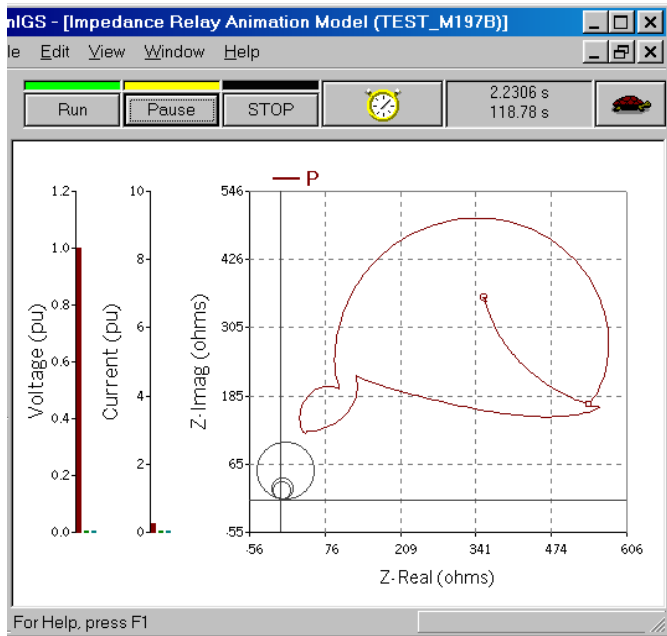 nIGS - [Impedance Relay Animation Model (TEST_M197B)]
le Edit View Window Help
Run Pause STOP
2.2306 s
118.78 s
P
Voltage (pu)
1.2
1.0
0.8
0.6
0.4
0.2
0.0
Current (pu)
10
8
6
4
2
0
Z-Imag (ohms)
546
426
305
185
65
-55
-56 76 209 341 474 606
Z-Real (ohms)
For Help, press F1